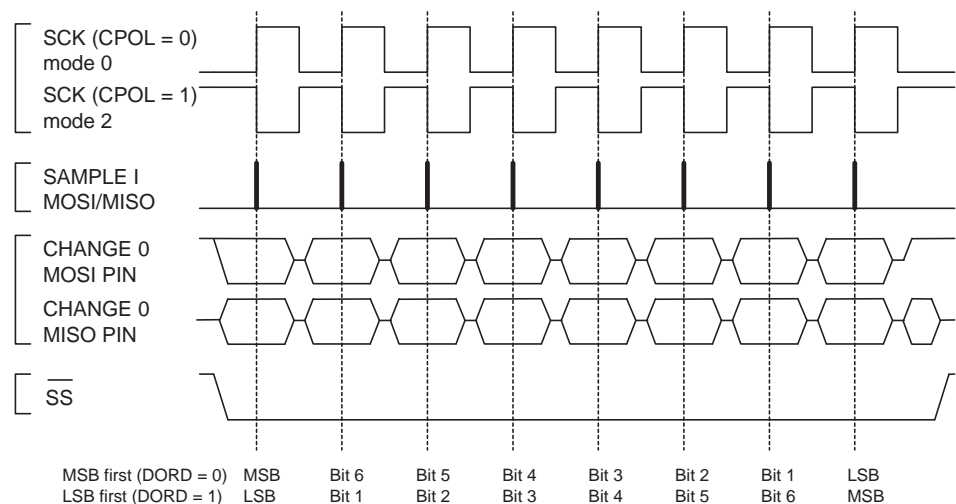 SCK (CPOL = 0)
mode 0
SCK (CPOL = 1)
mode 2
SAMPLE I
MOSI/MISO
CHANGE 0
MOSI PIN
CHANGE 0
MISO PIN
SS
MSB first (DORD = 0) MSB Bit 6 Bit 5 Bit 4 Bit 3 Bit 2 Bit 1 LSB
LSB first (DORD = 1) LSB Bit 1 Bit 2 Bit 3 Bit 4 Bit 5 Bit 6 MSB